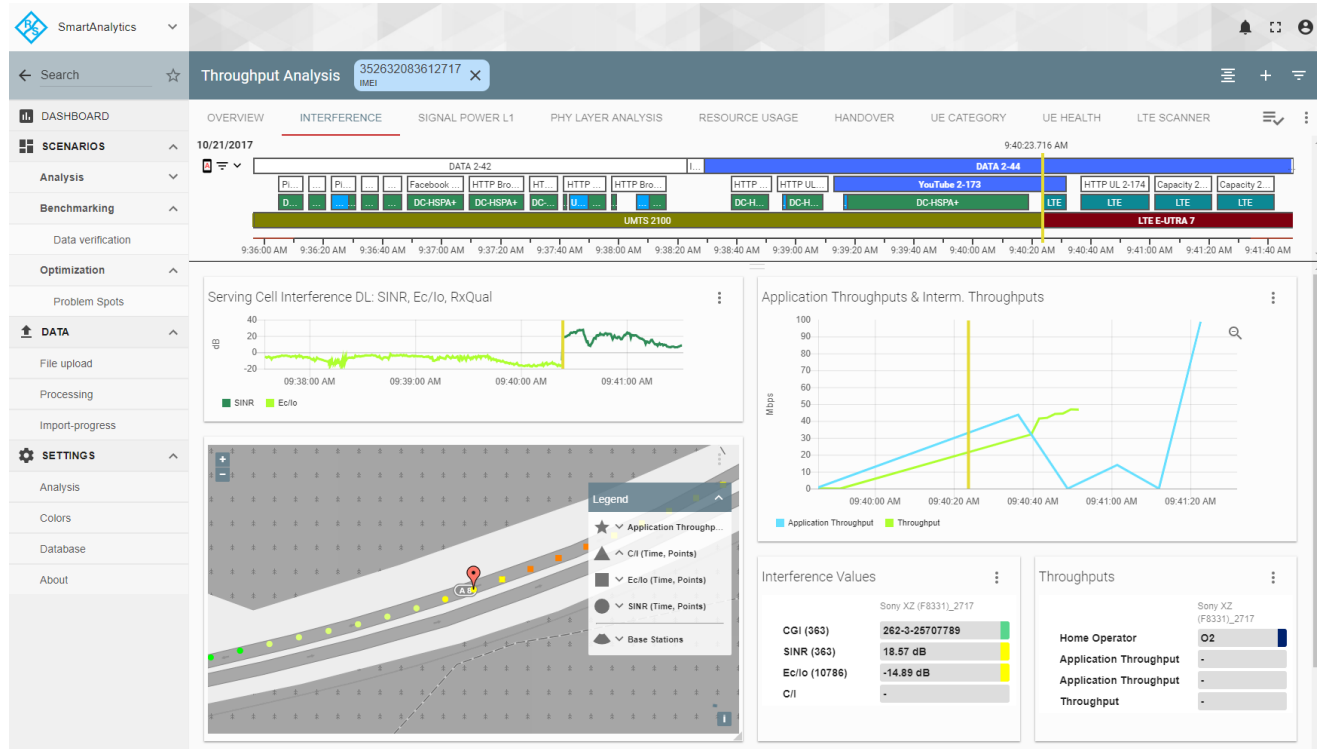 R&S
SmartAnalytics
Search
Throughput Analysis
352632083612717
IMEI
DASHBOARD
SCENARIOS
Analysis
Benchmarking
Data verification
Optimization
Problem Spots
DATA
File upload
Processing
Import-progress
SETTINGS
Analysis
Colors
Database
About
OVERVIEW INTERFERENCE SIGNAL POWER L1 PHY LAYER ANALYSIS RESOURCE USAGE HANDOVER UE CATEGORY UE HEALTH LTE SCANNER
10/21/2017
9:40:23.716 AM
A
DATA 2-42 I... DATA 2-44
Pi... ... Pi... ... ... Facebook ... HTTP Bro... HT... HTTP ... HTTP Bro... HTTP ... HTTP UL... YouTube 2-173 HTTP UL 2-174 Capacity 2... Capacity 2...
D... ... ... ... ... DC-HSPA+ DC-HSPA+ DC-... U... ... ... ... DC-H... DC-H... DC-HSPA+ LTE LTE LTE LTE
UMTS 2100 LTE E-UTRA 7
9:36:00 AM 9:36:20 AM 9:36:40 AM 9:37:00 AM 9:37:20 AM 9:37:40 AM 9:38:00 AM 9:38:20 AM 9:38:40 AM 9:39:00 AM 9:39:20 AM 9:39:40 AM 9:40:00 AM 9:40:20 AM 9:40:40 AM 9:41:00 AM 9:41:20 AM 9:41:40 AM
Serving Cell Interference DL: SINR, Ec/Io, RxQual
40
20
0
-20
dB
09:38:00 AM 09:39:00 AM 09:40:00 AM 09:41:00 AM
SINR Ec/Io
Application Throughputs & Interm. Throughputs
100
90
80
70
60
50
40
30
20
10
0
Mbps
09:40:00 AM 09:40:20 AM 09:40:40 AM 09:41:00 AM 09:41:20 AM
Application Throughput Throughput
+
−
A 8
Legend
Application Throughp...
C/I (Time, Points)
Ec/Io (Time, Points)
SINR (Time, Points)
Base Stations
i
Interference Values
Sony XZ (F8331)_2717
CGI (363) 262-3-25707789
SINR (363) 18.57 dB
Ec/Io (10786) -14.89 dB
C/I -
Throughputs
Sony XZ
(F8331)_2717
Home Operator O2
Application Throughput -
Application Throughput -
Throughput -